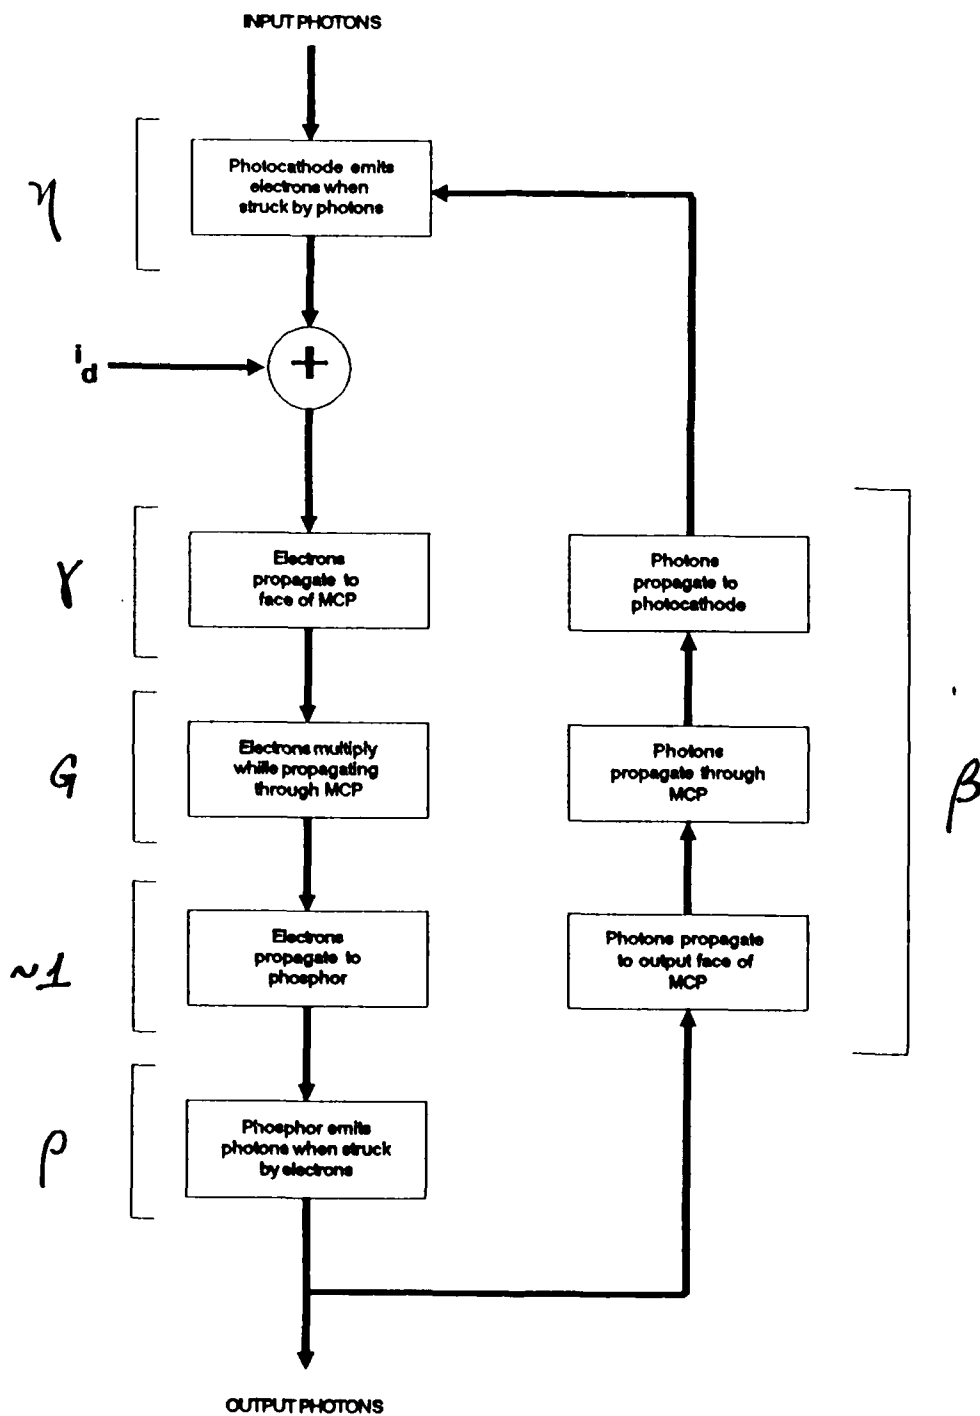 INPUT PHOTONS
η
Photocathode emits
electrons when
struck by photons
i
d
+
γ
Electrons
propagate to
face of MCP
Photons
propagate to
photocathode
G
Electrons multiply
while propagating
through MCP
Photons
propagate through
MCP
β
~1
Electrons
propagate to
phosphor
Photons propagate
to output face of
MCP
ρ
Phosphor emits
photons when struck
by electrons
OUTPUT PHOTONS